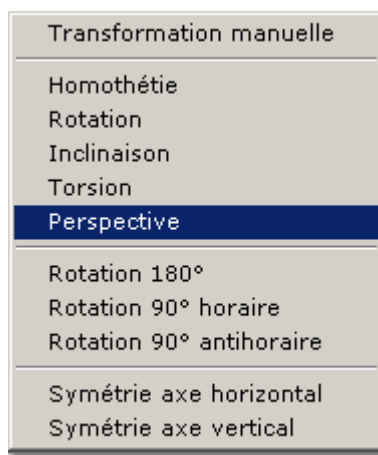 Transformation manuelle
Homothétie
Rotation
Inclinaison
Torsion
Perspective
Rotation 180°
Rotation 90° horaire
Rotation 90° antihoraire
Symétrie axe horizontal
Symétrie axe vertical